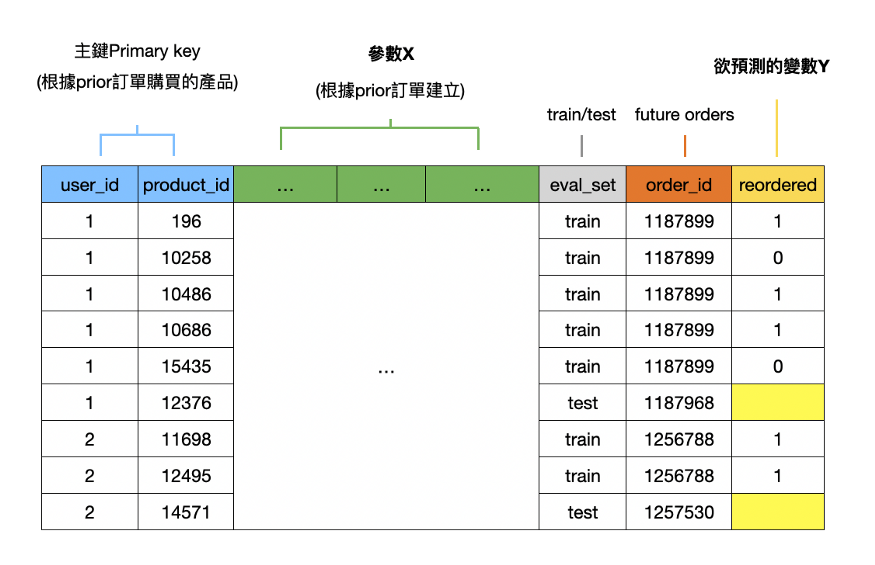 主鍵Primary key
(根據prior訂單購買的產品)
參數X
(根據prior訂單建立)
欲預測的變數Y
train/test
future orders
user_id product_id ... ... ... eval_set order_id reordered
1 196 train 1187899 1
1 10258 train 1187899 0
1 10486 train 1187899 1
1 10686 train 1187899 1
1 15435 ... train 1187899 0
1 12376 test 1187968
2 11698 train 1256788 1
2 12495 train 1256788 1
2 14571 test 1257530